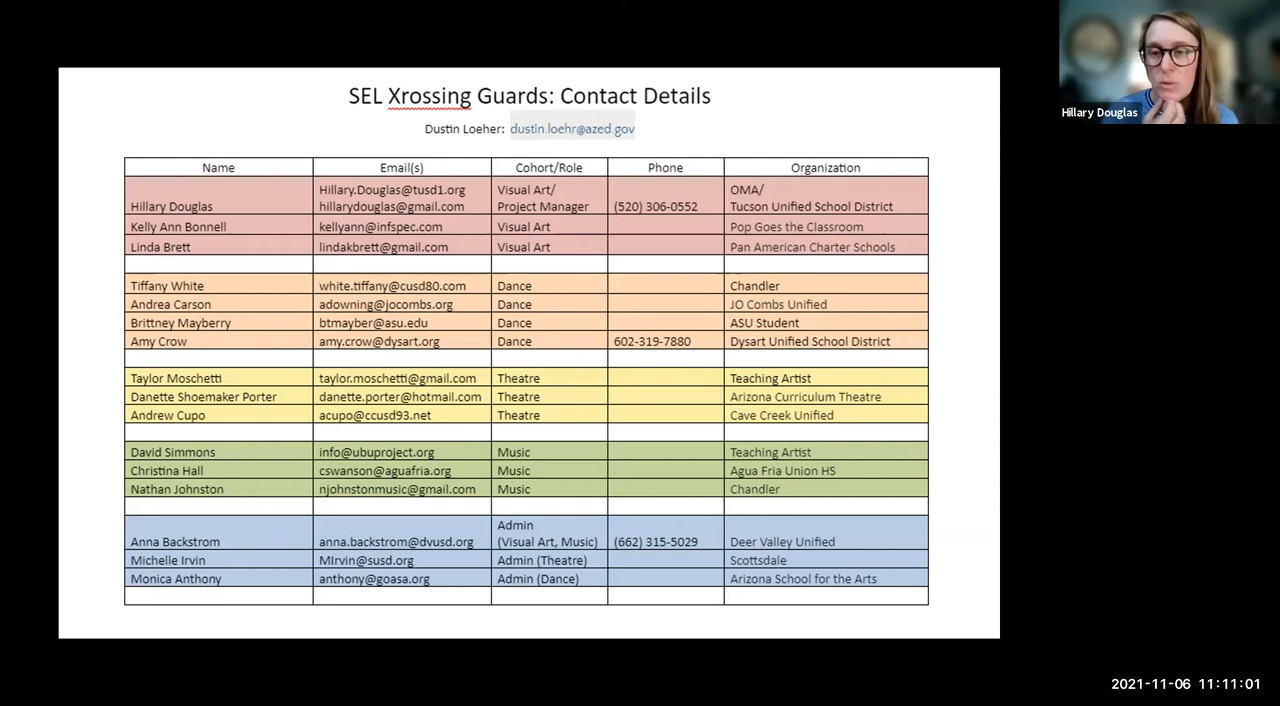 SEL Xrossing Guards: Contact Details
Dustin Loeher: dustin.loehr@azed.gov
Name Email(s) Cohort/Role Phone Organization
Hillary.Douglas@tusd1.org Visual Art/ OMA/
Hillary Douglas hillarydouglas@gmail.com Project Manager (520) 306-0552 Tucson Unified School District
Kelly Ann Bonnell kellyann@infspec.com Visual Art Pop Goes the Classroom
Linda Brett lindakbrett@gmail.com Visual Art Pan American Charter Schools
Tiffany White white.tiffany@cusd80.com Dance Chandler
Andrea Carson adowning@jocombs.org Dance JO Combs Unified
Brittney Mayberry btmayber@asu.edu Dance ASU Student
Amy Crow amy.crow@dysart.org Dance 602-319-7880 Dysart Unified School District
Taylor Moschetti taylor.moschetti@gmail.com Theatre Teaching Artist
Danette Shoemaker Porter danette.porter@hotmail.com Theatre Arizona Curriculum Theatre
Andrew Cupo acupo@ccusd93.net Theatre Cave Creek Unified
David Simmons info@ubuproject.org Music Teaching Artist
Christina Hall cswanson@aguafria.org Music Agua Fria Union HS
Nathan Johnston njohnstonmusic@gmail.com Music Chandler
Admin
Anna Backstrom anna.backstrom@dvusd.org (Visual Art, Music) (662) 315-5029 Deer Valley Unified
Michelle Irvin MIrvin@susd.org Admin (Theatre) Scottsdale
Monica Anthony anthony@goasa.org Admin (Dance) Arizona School for the Arts
Hillary Douglas
2021-11-06 11:11:01